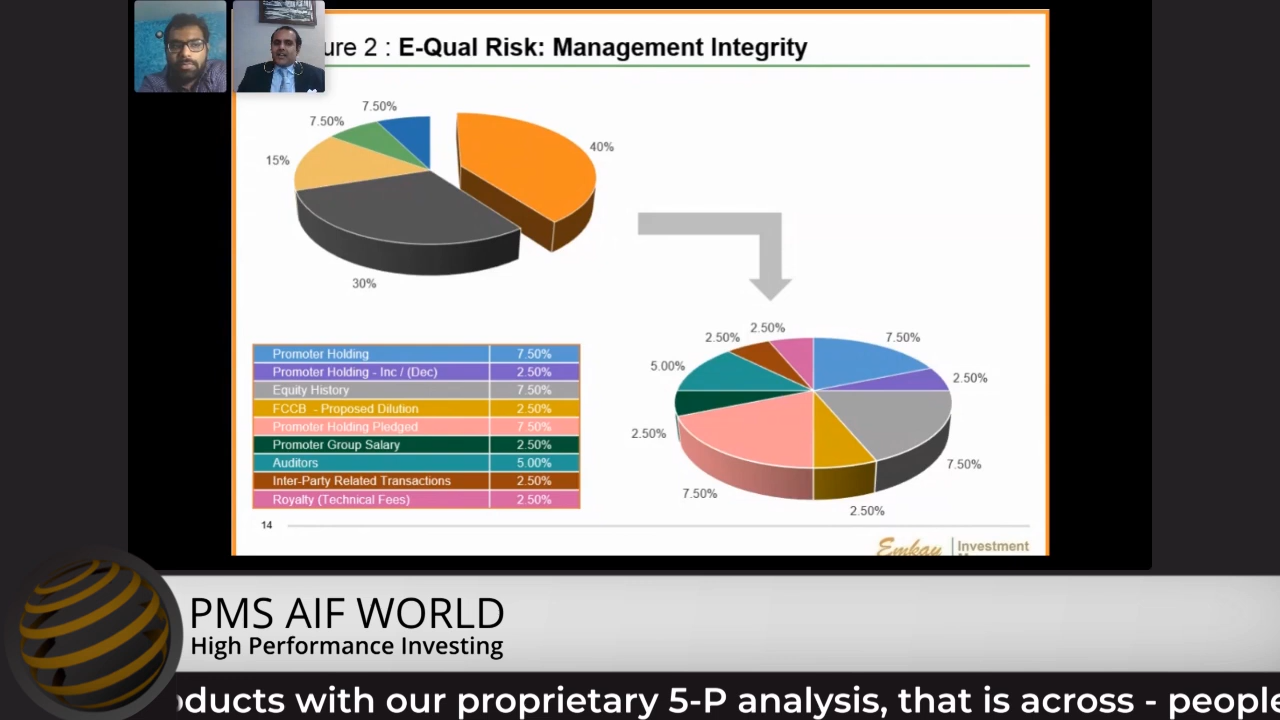 ure 2 : E-Qual Risk: Management Integrity
7.50%
7.50%
15%
40%
30%
2.50%
2.50%
7.50%
5.00%
2.50%
2.50%
7.50%
7.50%
2.50%
Promoter Holding 7.50%
Promoter Holding - Inc / (Dec) 2.50%
Equity History 7.50%
FCCB - Proposed Dilution 2.50%
Promoter Holding Pledged 7.50%
Promoter Group Salary 2.50%
Auditors 5.00%
Inter-Party Related Transactions 2.50%
Royalty (Technical Fees) 2.50%
14
Emkay Investment
PMS AIF WORLD
High Performance Investing
oducts with our proprietary 5-P analysis, that is across - people